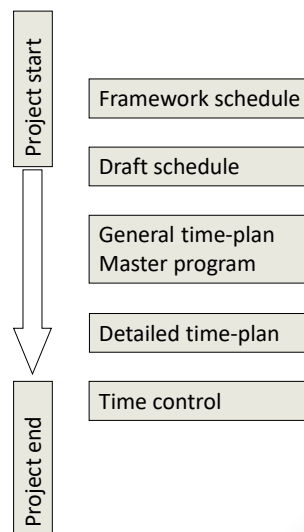 Project start
Framework schedule
Draft schedule
General time-plan
Master program
Detailed time-plan
Time control
Project end